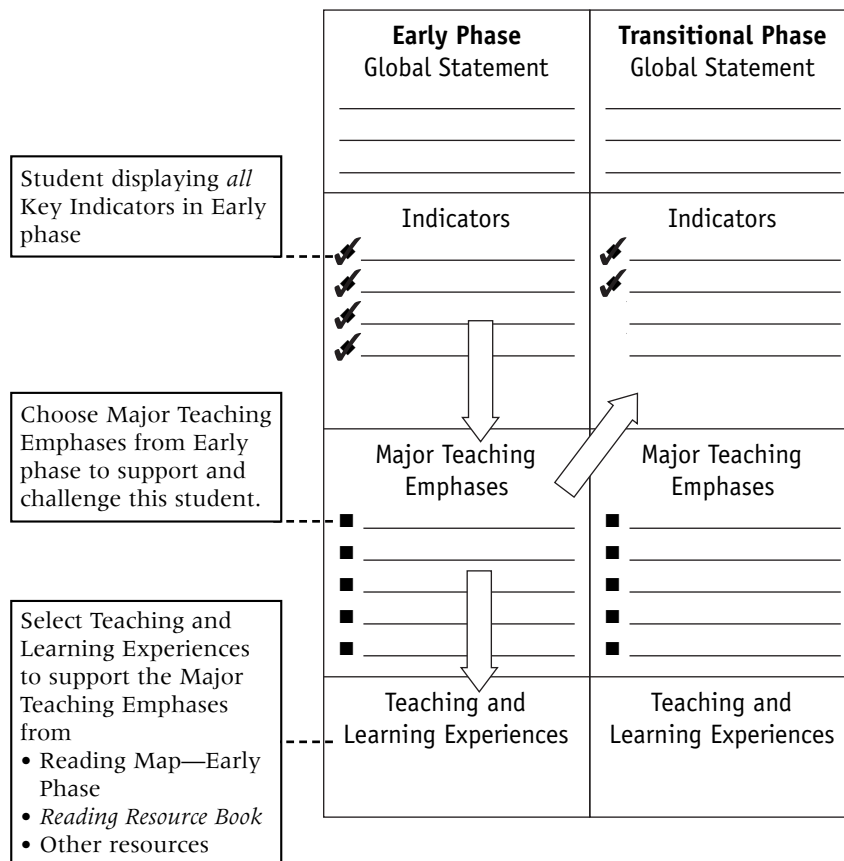 Early Phase
Global Statement
Transitional Phase
Global Statement
Student displaying all
Key Indicators in Early
phase
Indicators
Indicators
Choose Major Teaching
Emphases from Early
phase to support and
challenge this student.
Major Teaching
Emphases
Major Teaching
Emphases
Select Teaching and
Learning Experiences
to support the Major
Teaching Emphases
from
• Reading Map—Early
Phase
• Reading Resource Book
• Other resources
Teaching and
Learning Experiences
Teaching and
Learning Experiences